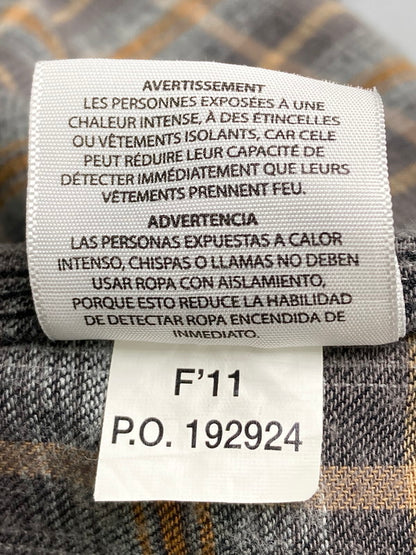 AVERTISSEMENT
LES PERSONNES EXPOSÉES À UNE
CHALEUR INTENSE, À DES ÉTINCELLES
OU VÊTEMENTS ISOLANTS, CAR CELE
PEUT RÉDUIRE LEUR CAPACITÉ DE
DÉTECTER IMMÉDIATEMENT QUE LEURS
VÊTEMENTS PRENNENT FEU.
ADVERTENCIA
LAS PERSONAS EXPUESTAS A CALOR
INTENSO, CHISPAS O LLAMAS NO DEBEN
USAR ROPA CON AISLAMIENTO,
PORQUE ESTO REDUCE LA HABILIDAD
DE DETECTAR ROPA ENCENDIDA DE
INMEDIATO.
F'11
P.O. 192924